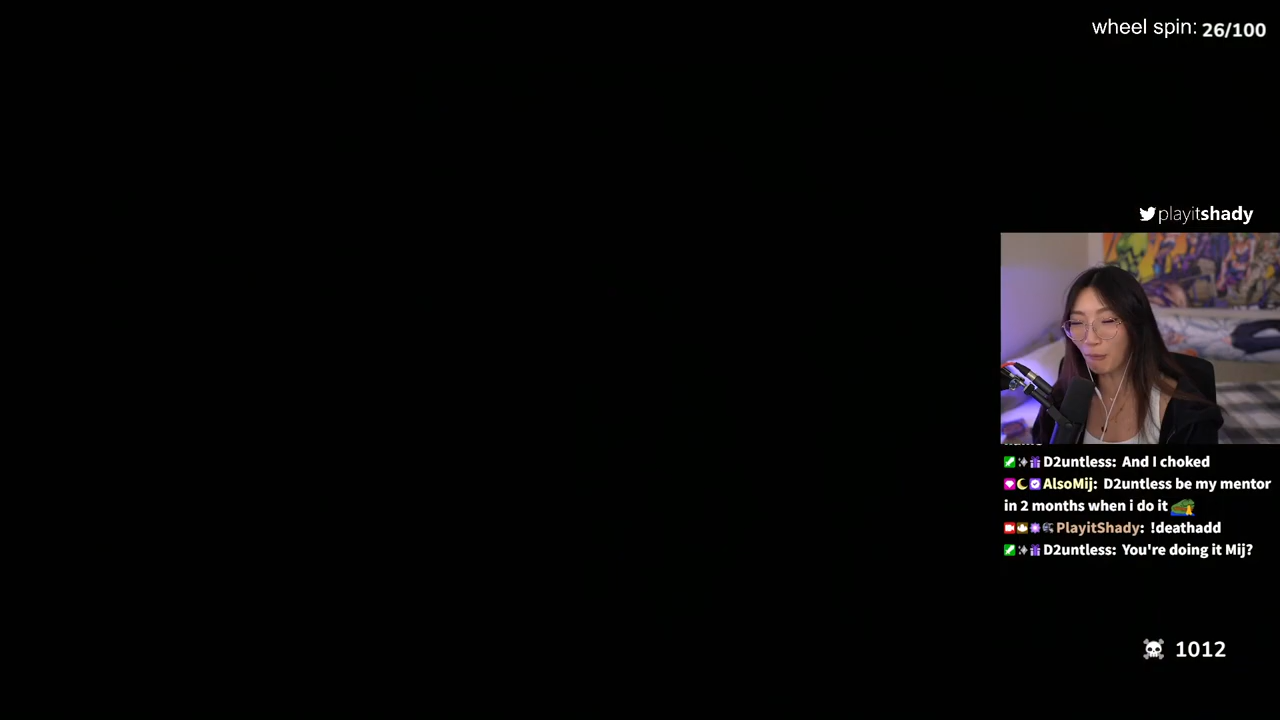 wheel spin: 26/100
playitshady
D2untless: And I choked
AlsoMij: D2untless be my mentor
in 2 months when i do it
PlayitShady: !deathadd
D2untless: You're doing it Mij?
1012